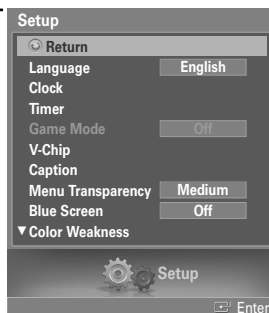 Setup
Return
Language English
Clock
Timer
Game Mode Off
V-Chip
Caption
Menu Transparency Medium
Blue Screen Off
▼ Color Weakness
Setup
Enter